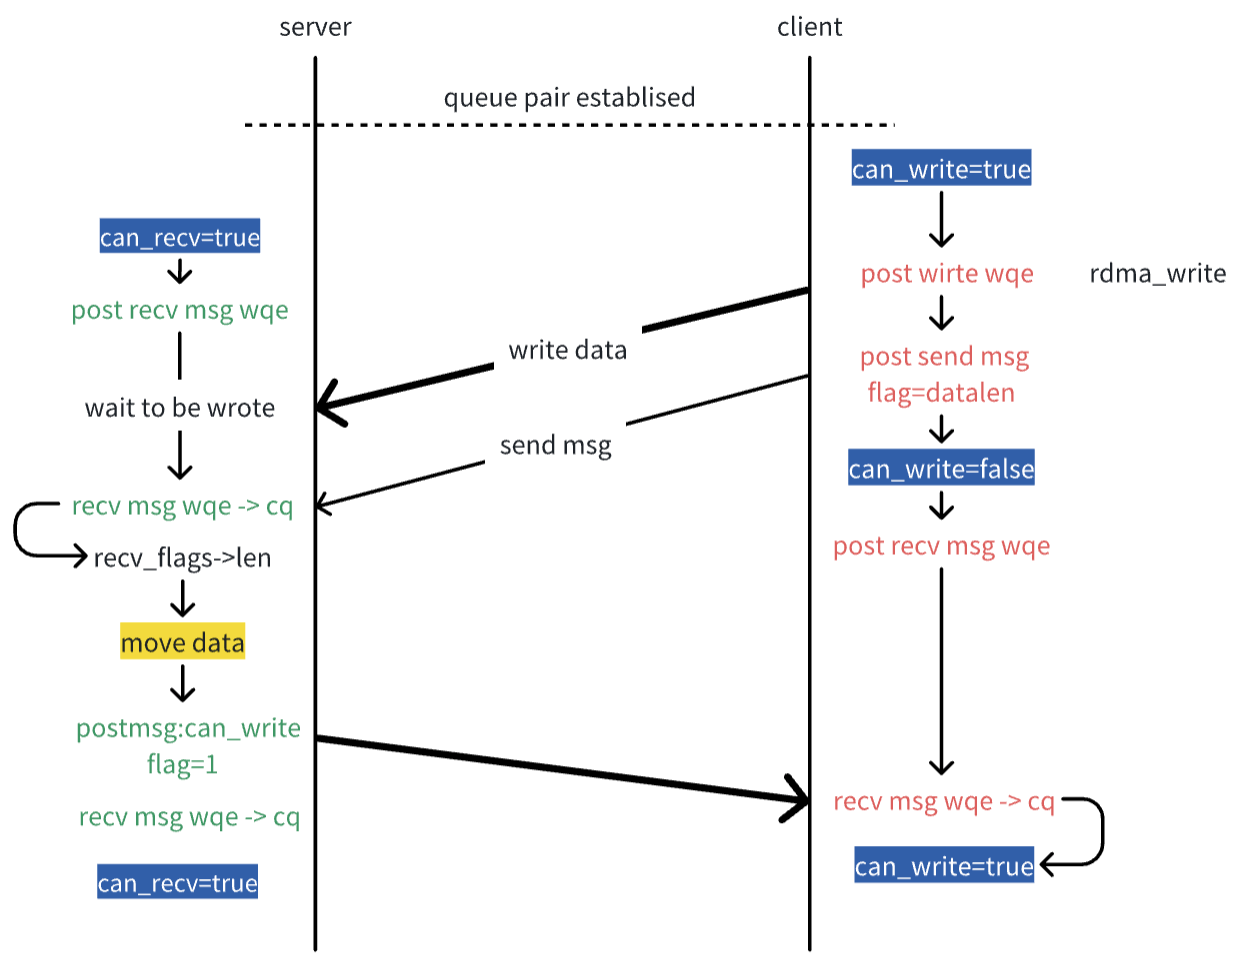 server
client
queue pair establised
can_write=true
can_recv=true
post wirte wqe
rdma_write
post recv msg wqe
write data
post send msg
flag=datalen
wait to be wrote
send msg
can_write=false
recv msg wqe -> cq
post recv msg wqe
recv_flags->len
move data
postmsg:can_write
flag=1
recv msg wqe -> cq
recv msg wqe -> cq
can_write=true
can_recv=true